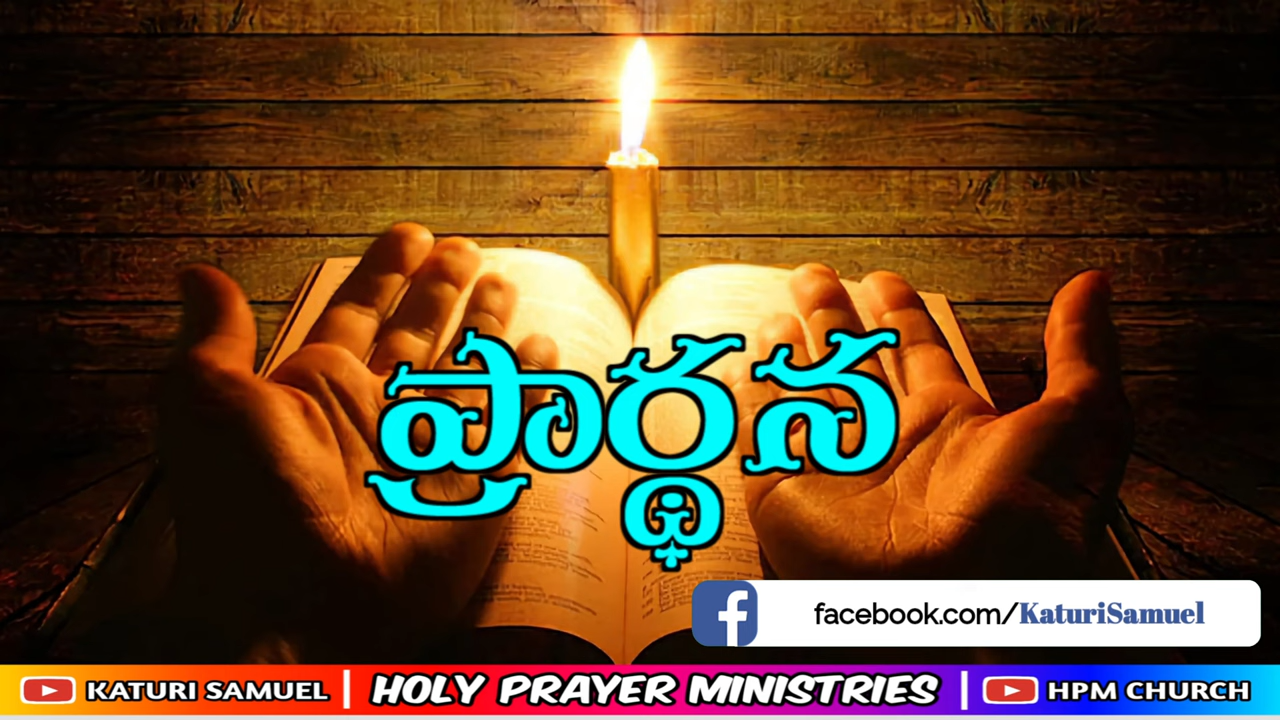 ప్రార్థన
facebook.com/KaturiSamuel
KATURI SAMUEL | HOLY PRAYER MINISTRIES | HPM CHURCH